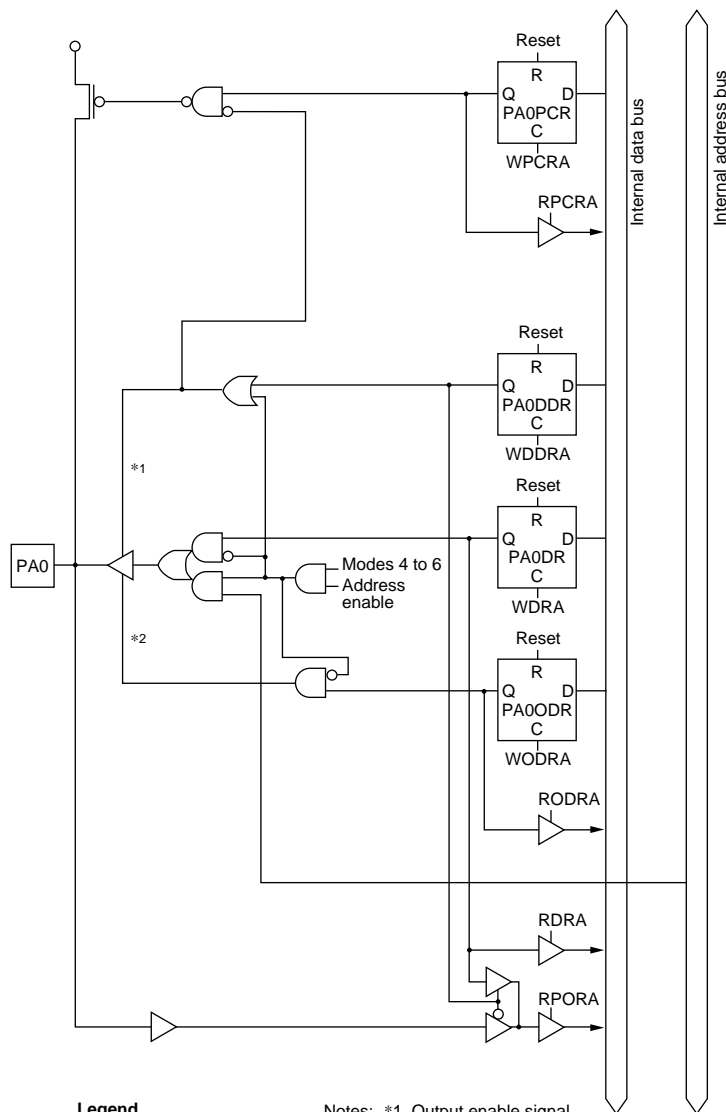 Reset
R
Q D
PA0PCR
C
WPCRA
RPCRA
Internal data bus
Internal address bus
Reset
R
Q D
PA0DDR
C
WDDRA
*1
Reset
R
Q D
PA0DR
C
WDRA
PA0
Modes 4 to 6
Address
enable
*2
Reset
R
Q D
PA0ODR
C
WODRA
RODRA
RDRA
RPORA
Legend
Notes: *1 Output enable signal